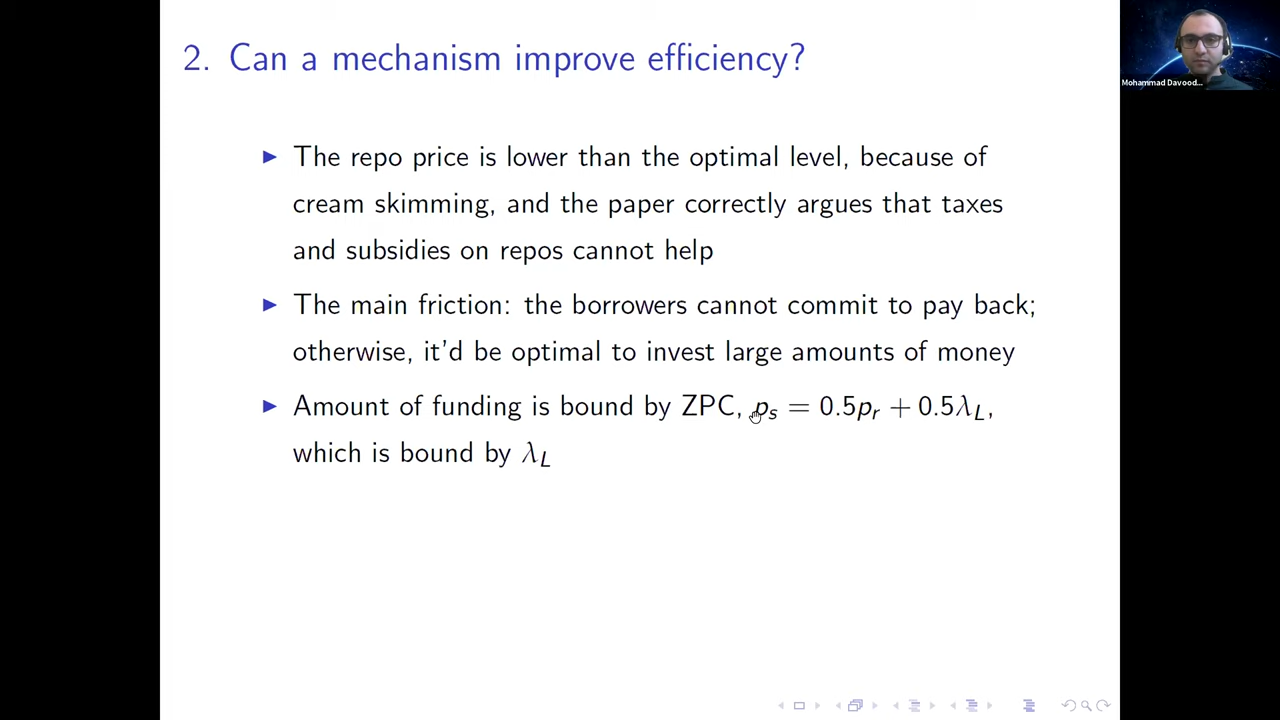 2. Can a mechanism improve efficiency?
▶ The repo price is lower than the optimal level, because of
cream skimming, and the paper correctly argues that taxes
and subsidies on repos cannot help
▶ The main friction: the borrowers cannot commit to pay back;
otherwise, it'd be optimal to invest large amounts of money
▶ Amount of funding is bound by ZPC, pₛ = 0.5pᵣ + 0.5λ_L,
which is bound by λ_L
Mohammad Davood...